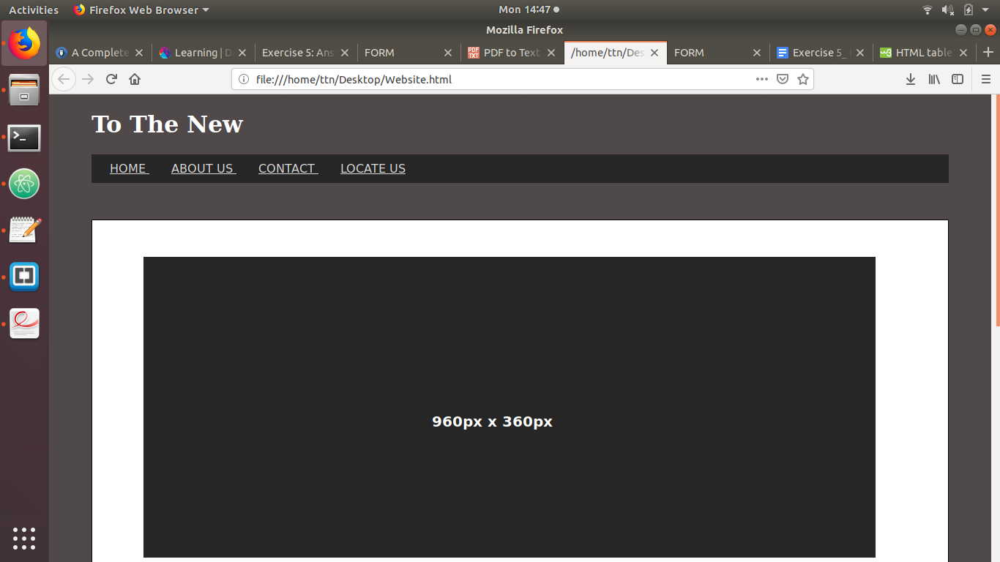 Activities Firefox Web Browser Mon 14:47
Mozilla Firefox
A Complete Learning | D Exercise 5: Ans FORM PDF to Text /home/ttn/Des FORM Exercise 5_ HTML table
file:///home/ttn/Desktop/Website.html
To The New
HOME ABOUT US CONTACT LOCATE US
960px x 360px